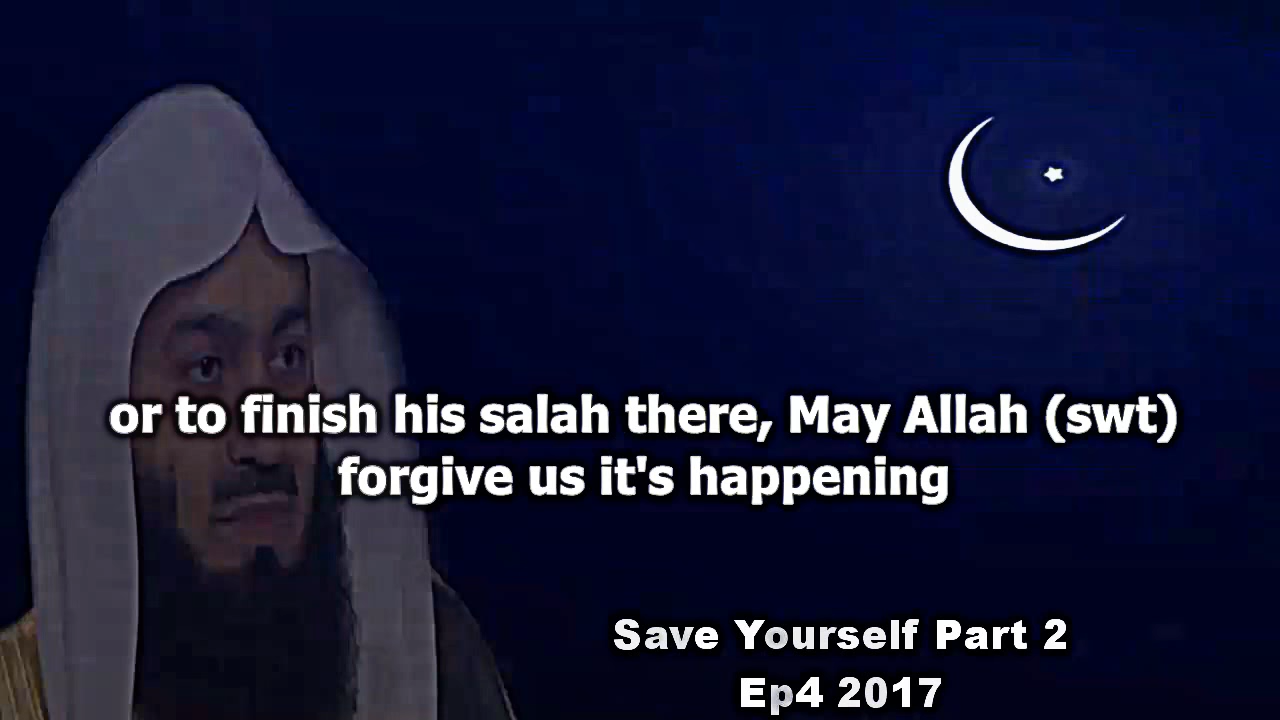 or to finish his salah there, May Allah (swt)
forgive us it's happening
Save Yourself Part 2
Ep4 2017